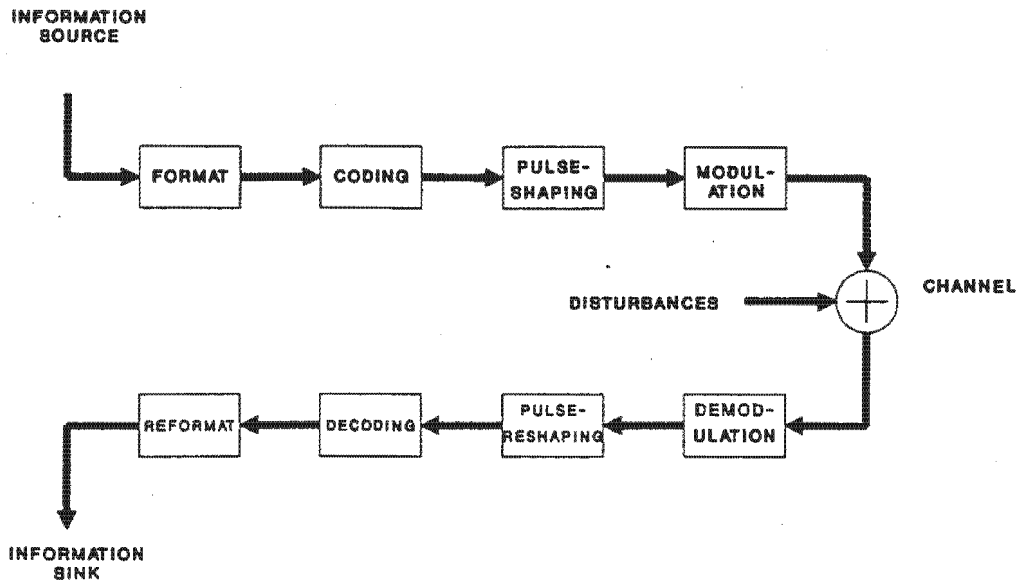 INFORMATION
SOURCE
FORMAT
CODING
PULSE-
SHAPING
MODUL-
ATION
DISTURBANCES
CHANNEL
REFORMAT
DECODING
PULSE-
RESHAPING
DEMOD-
ULATION
INFORMATION
SINK